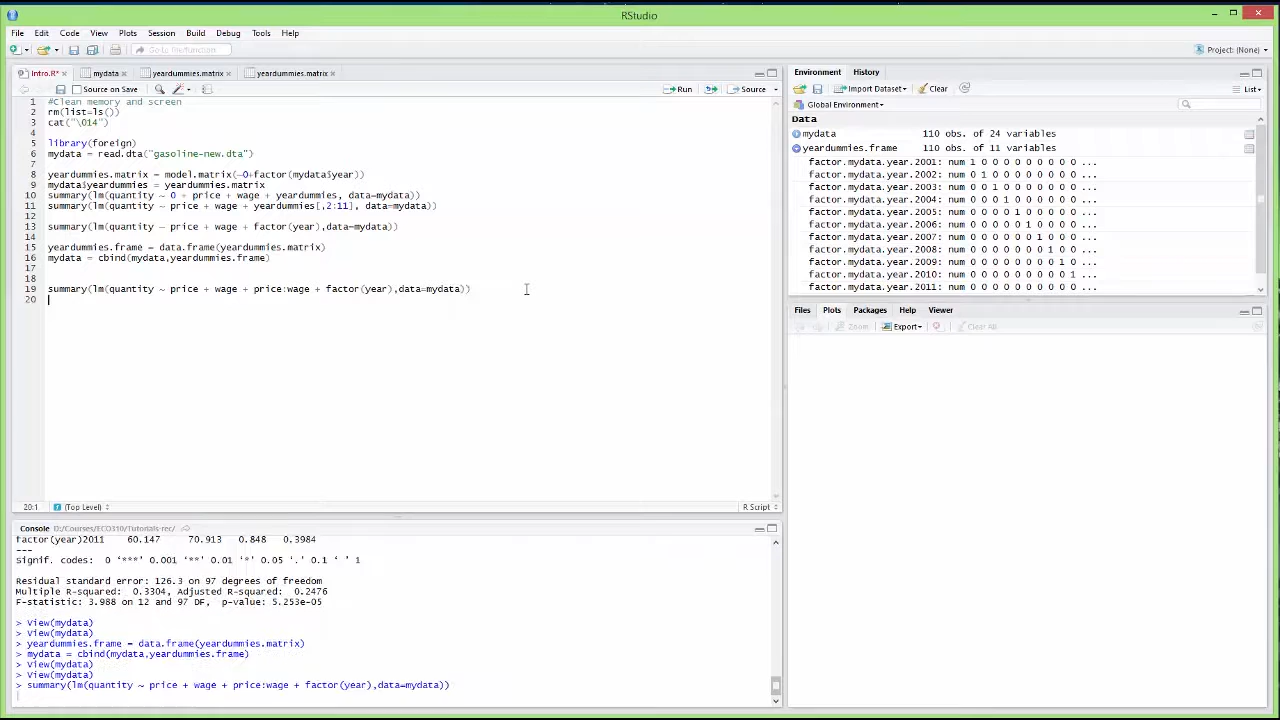 RStudio
File Edit Code View Plots Session Build Debug Tools Help
Go to file/function
Project: (None)
Intro.R* mydata yeardummies.matrix yeardummies.matrix
Source on Save Run Source
1 #Clean memory and screen
2 rm(list=ls())
3 cat("\014")
4
5 library(foreign)
6 mydata = read.dta("gasoline-new.dta")
7
8 yeardummies.matrix = model.matrix(~0+factor(mydata$year))
9 mydata$yeardummies = yeardummies.matrix
10 summary(lm(quantity ~ 0 + price + wage + yeardummies, data=mydata))
11 summary(lm(quantity ~ price + wage + yeardummies[,2:11], data=mydata))
12
13 summary(lm(quantity ~ price + wage + factor(year),data=mydata))
14
15 yeardummies.frame = data.frame(yeardummies.matrix)
16 mydata = cbind(mydata,yeardummies.frame)
17
18
19 summary(lm(quantity ~ price + wage + price:wage + factor(year),data=mydata))
20
20:1 (Top Level) R Script
Console D:/Courses/ECO310/Tutorials-rec/
factor(year)2011 60.147 70.913 0.848 0.3984
---
Signif. codes: 0 ‘***’ 0.001 ‘**’ 0.01 ‘*’ 0.05 ‘.’ 0.1 ‘ ’ 1
Residual standard error: 126.3 on 97 degrees of freedom
Multiple R-squared: 0.3304, Adjusted R-squared: 0.2476
F-statistic: 3.988 on 12 and 97 DF, p-value: 5.253e-05
> View(mydata)
> View(mydata)
> yeardummies.frame = data.frame(yeardummies.matrix)
> mydata = cbind(mydata,yeardummies.frame)
> View(mydata)
> View(mydata)
> summary(lm(quantity ~ price + wage + price:wage + factor(year),data=mydata))
Environment History
Import Dataset Clear List
Global Environment
Data
mydata 110 obs. of 24 variables
yeardummies.frame 110 obs. of 11 variables
factor.mydata.year.2001: num 1 0 0 0 0 0 0 0 0 0 ...
factor.mydata.year.2002: num 0 1 0 0 0 0 0 0 0 0 ...
factor.mydata.year.2003: num 0 0 1 0 0 0 0 0 0 0 ...
factor.mydata.year.2004: num 0 0 0 1 0 0 0 0 0 0 ...
factor.mydata.year.2005: num 0 0 0 0 1 0 0 0 0 0 ...
factor.mydata.year.2006: num 0 0 0 0 0 1 0 0 0 0 ...
factor.mydata.year.2007: num 0 0 0 0 0 0 1 0 0 0 ...
factor.mydata.year.2008: num 0 0 0 0 0 0 0 1 0 0 ...
factor.mydata.year.2009: num 0 0 0 0 0 0 0 0 1 0 ...
factor.mydata.year.2010: num 0 0 0 0 0 0 0 0 0 1 ...
factor.mydata.year.2011: num 0 0 0 0 0 0 0 0 0 0 ...
Files Plots Packages Help Viewer
Zoom Export Clear All